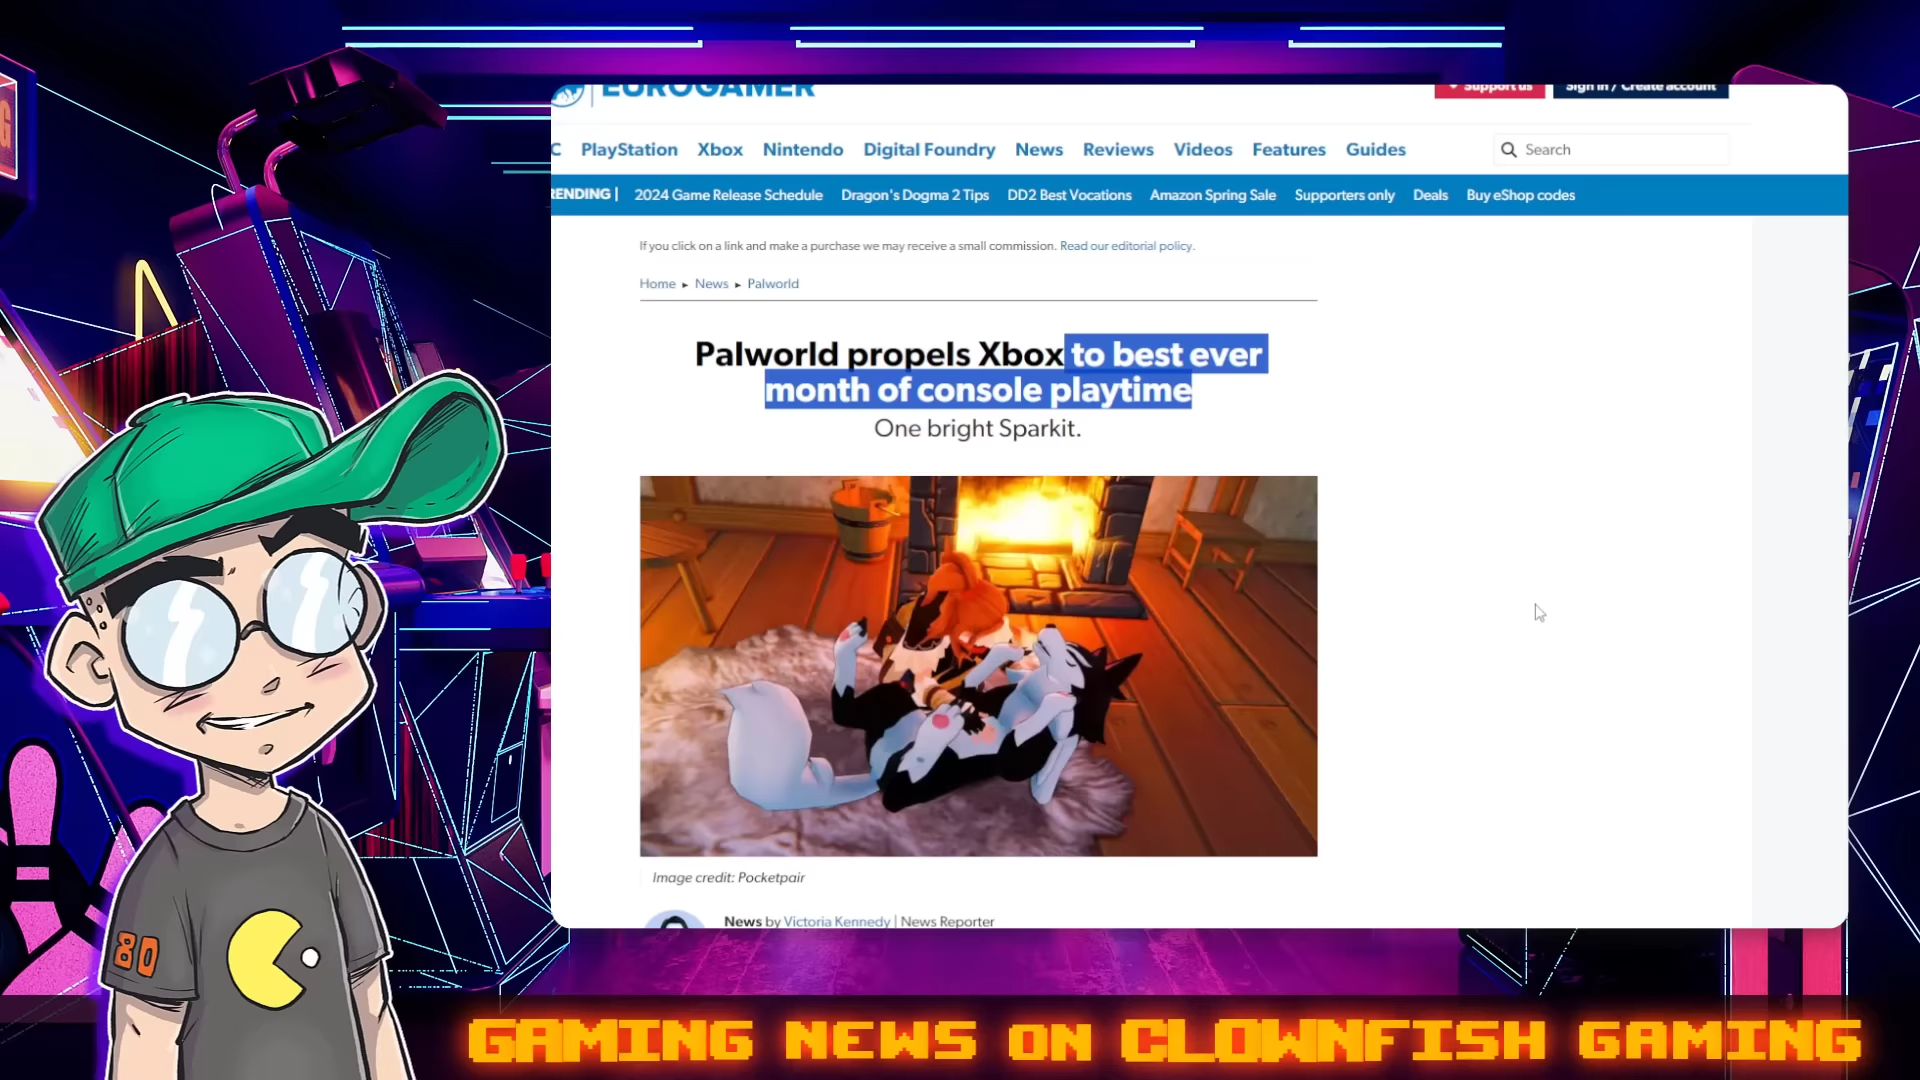 EUROGAMER
Support us
Sign in / Create account
C PlayStation Xbox Nintendo Digital Foundry News Reviews Videos Features Guides
Search
RENDING | 2024 Game Release Schedule Dragon's Dogma 2 Tips DD2 Best Vocations Amazon Spring Sale Supporters only Deals Buy eShop codes
If you click on a link and make a purchase we may receive a small commission. Read our editorial policy.
Home ▸ News ▸ Palworld
Palworld propels Xbox to best ever
month of console playtime
One bright Sparkit.
Image credit: Pocketpair
News by Victoria Kennedy | News Reporter
80
GAMING NEWS ON CLOWNFISH GAMING